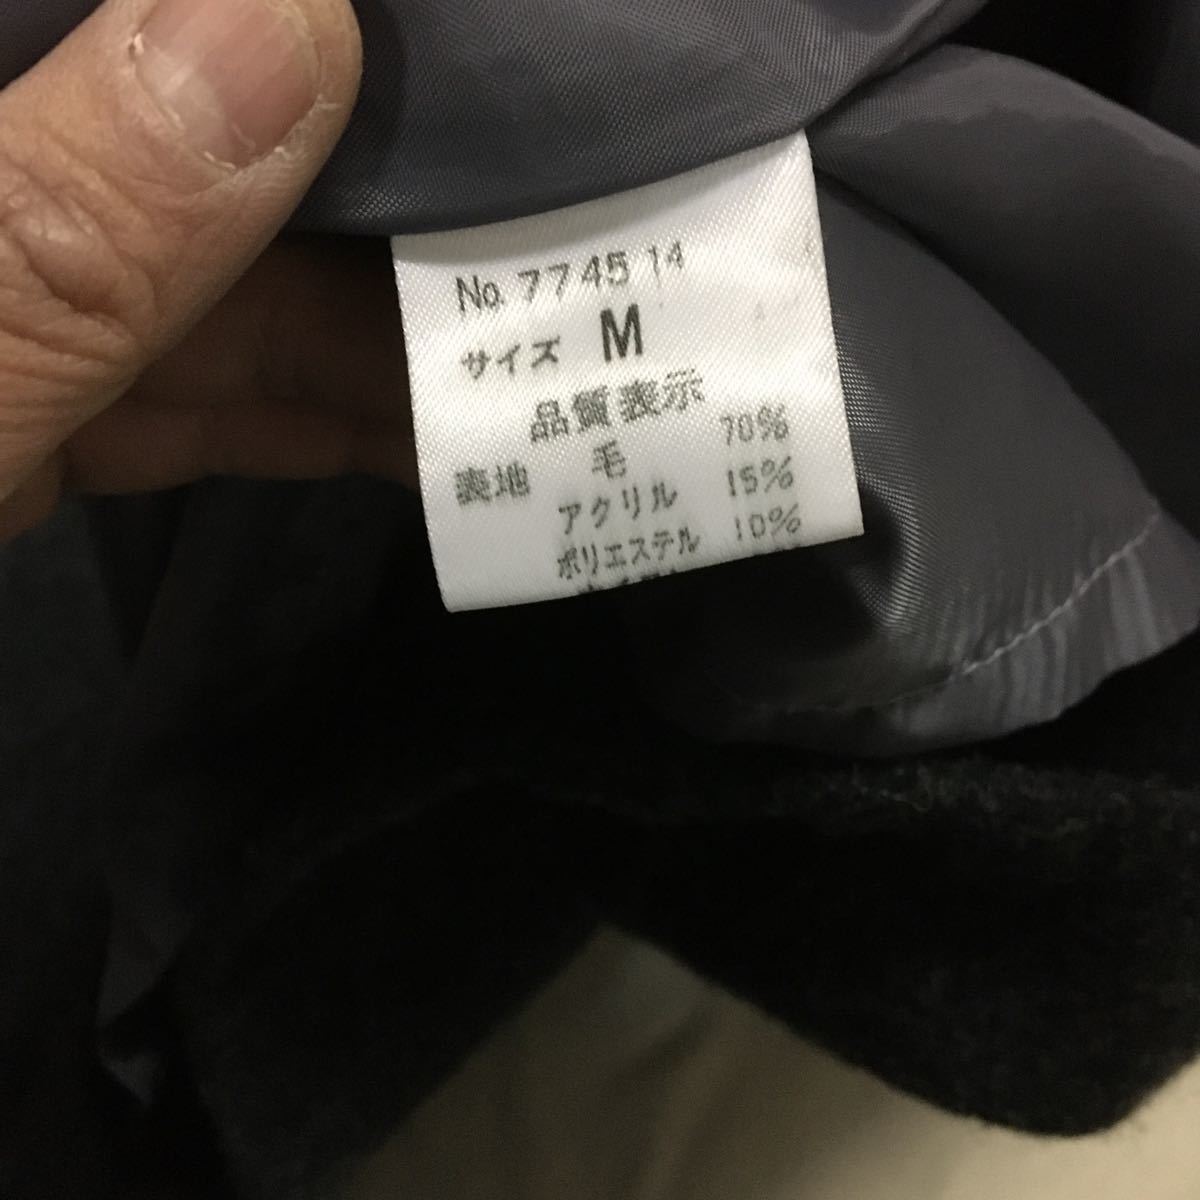 No. 7745 14
サイズ M
品質表示
表地 毛 70%
アクリル 15%
ポリエステル 10%